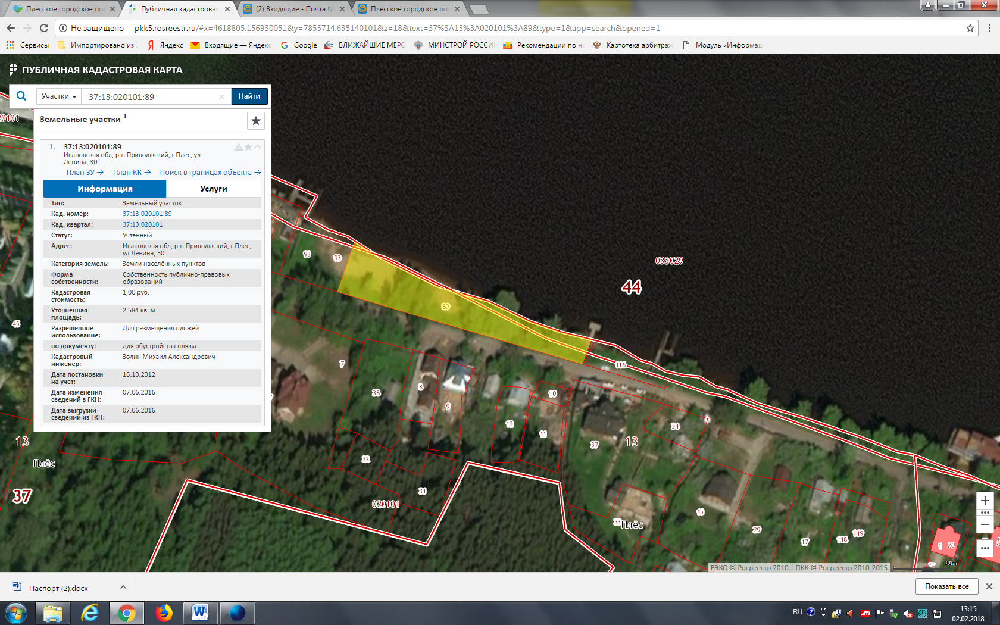 Плёсское городское по
Публичная кадастровая
(2) Входящие - Почта M
Плесское городское по
Не защищено
pkk5.rosreestr.ru/#x=4618805.156930051&y=7855714.635140101&z=18&text=37%3A13%3A020101%3A89&type=1&app=search&opened=1
Сервисы
Импортировано из
Яндекс
Входящие — Яндекс
Google
БЛИЖАЙШИЕ МЕРО
МИНСТРОЙ РОССИИ
Рекомендации по но
Картотека арбитраж
Модуль «Информац
ПУБЛИЧНАЯ КАДАСТРОВАЯ КАРТА
Участки
37:13:020101:89
Найти
Земельные участки 1
1. 37:13:020101:89
Ивановская обл, р-н Приволжский, г Плес, ул
Ленина, 30
План ЗУ → План КК → Поиск в границах объекта →
Информация
Услуги
Тип: Земельный участок
Кад. номер: 37:13:020101:89
Кад. квартал: 37:13:020101
Статус: Учтенный
Адрес: Ивановская обл, р-н Приволжский, г Плес,
ул Ленина, 30
Категория земель: Земли населённых пунктов
Форма Собственность публично-правовых
собственности: образований
Кадастровая 1,00 руб.
стоимость:
Уточненная 2 584 кв. м
площадь:
Разрешенное Для размещения пляжей
использование:
по документу: для обустройства пляжа
Кадастровый Золин Михаил Александрович
инженер:
Дата постановки 16.10.2012
на учет:
Дата изменения 07.06.2016
сведений в ГКН:
Дата выгрузки 07.06.2016
сведений из ГКН:
93
93
033029
44
89
45
7
116
38
8
10
9
12
11
34
37
13
13
Плёс
32
37
31
020101
15
33
Плёс
29
119
118
17
1
70
1
30м
ЕЭКО © Росреестр 2010 | ПКК © Росреестр 2010-2015
Паспорт (2).docx
Показать все
RU
13:15
02.02.2018